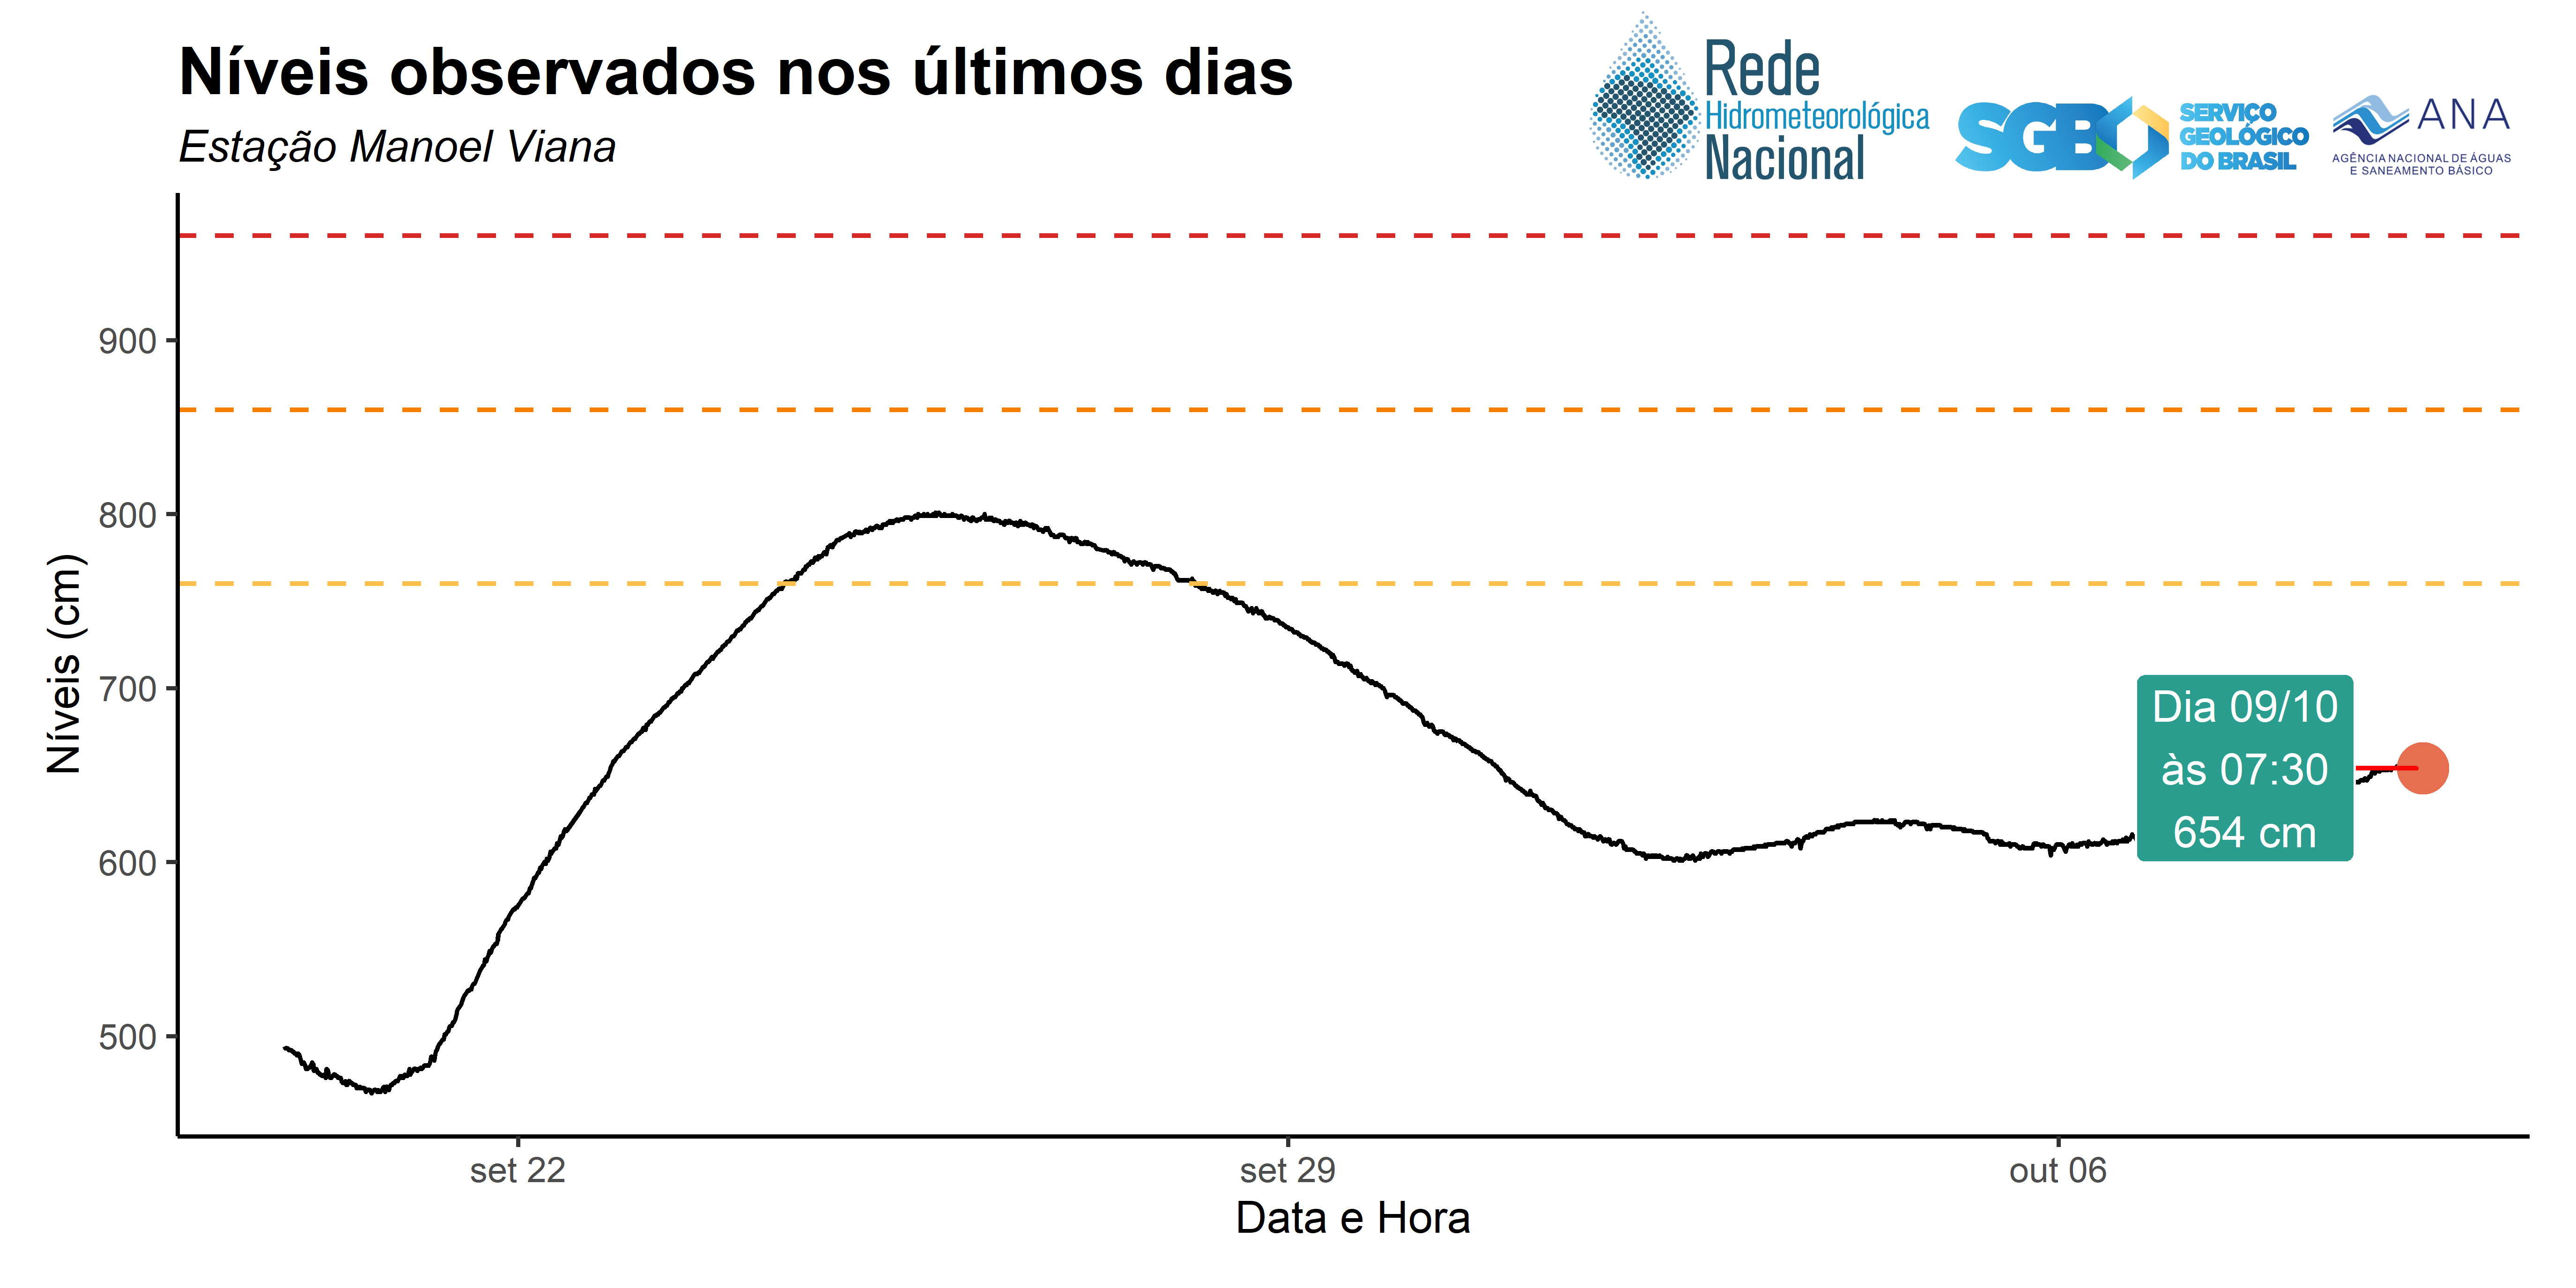 Níveis observados nos últimos dias
Estação Manoel Viana
Rede
Hidrometeorológica
Nacional
SGB
SERVIÇO
GEOLÓGICO
DO BRASIL
ANA
AGÊNCIA NACIONAL DE ÁGUAS
E SANEAMENTO BÁSICO
Níveis (cm)
900
800
700
600
500
Dia 09/10
às 07:30
654 cm
set 22
set 29
out 06
Data e Hora